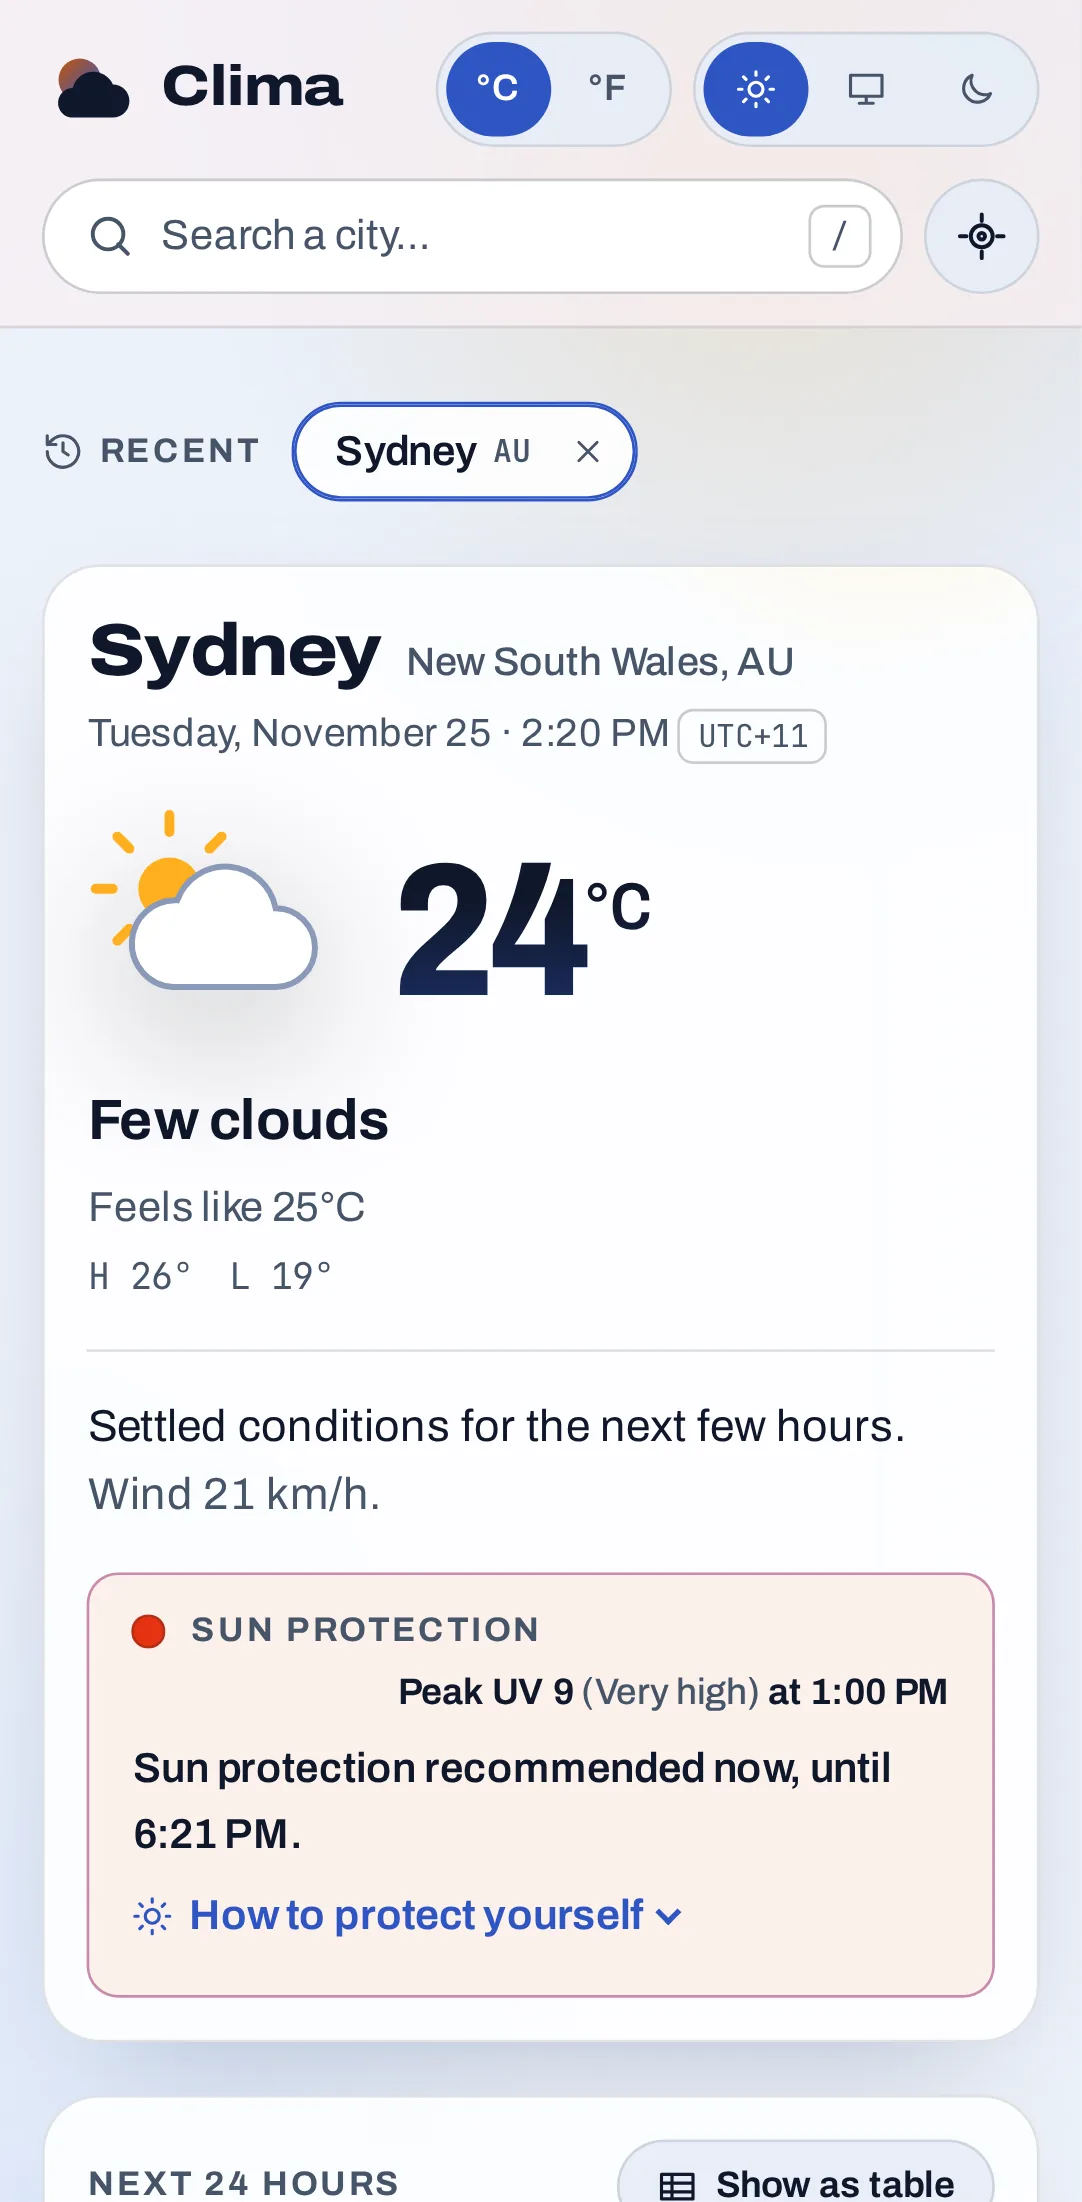 Clima
°C °F
Search a city... /
RECENT Sydney AU
Sydney New South Wales, AU
Tuesday, November 25 · 2:20 PM UTC+11
24°C
Few clouds
Feels like 25°C
H 26° L 19°
Settled conditions for the next few hours.
Wind 21 km/h.
SUN PROTECTION
Peak UV 9 (Very high) at 1:00 PM
Sun protection recommended now, until
6:21 PM.
How to protect yourself
NEXT 24 HOURS Show as table